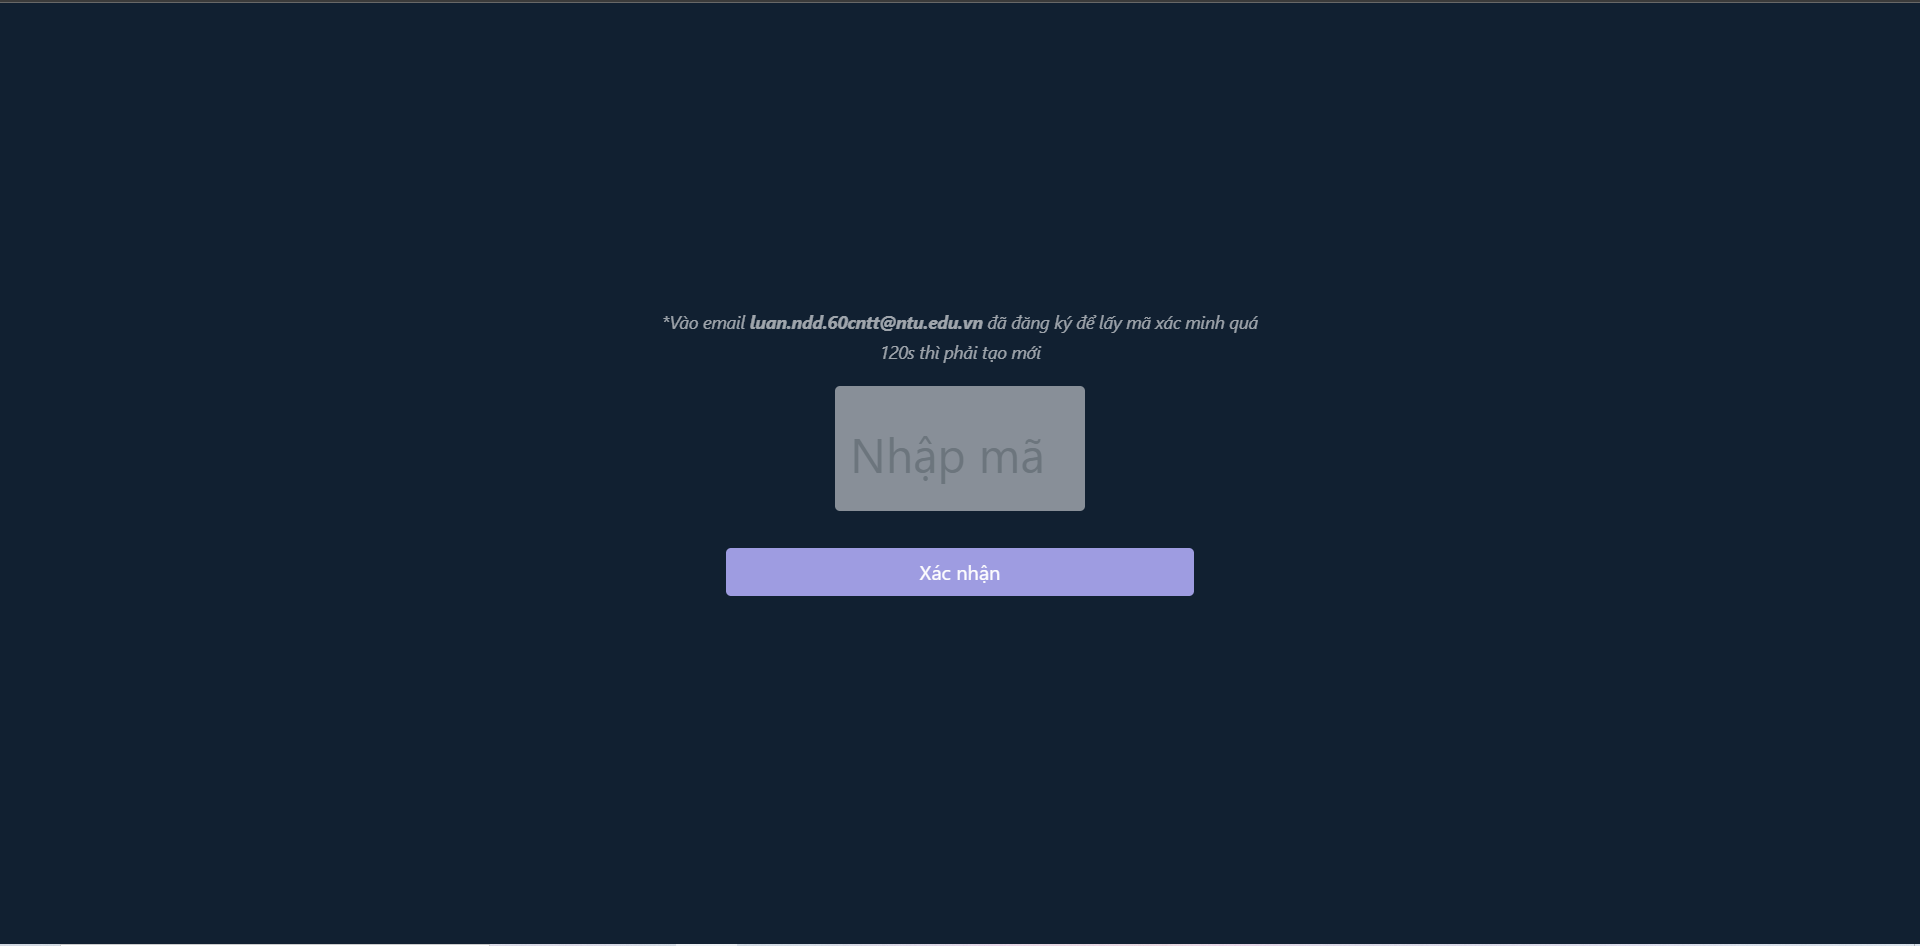 *Vào email luan.ndd.60cntt@ntu.edu.vn đã đăng ký để lấy mã xác minh quá
120s thì phải tạo mới
Nhập mã
Xác nhận